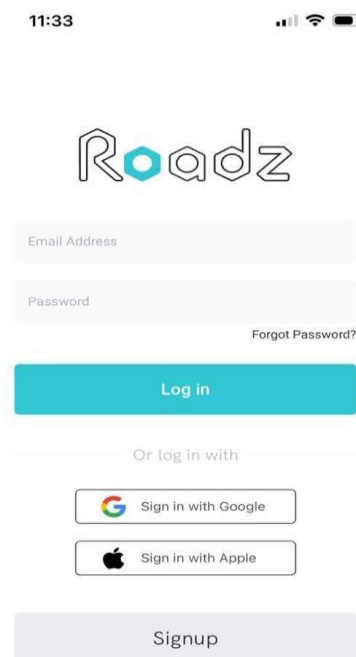 11:33
Roadz
Email Address
Password
Forgot Password?
Log in
Or log in with
Sign in with Google
Sign in with Apple
Signup